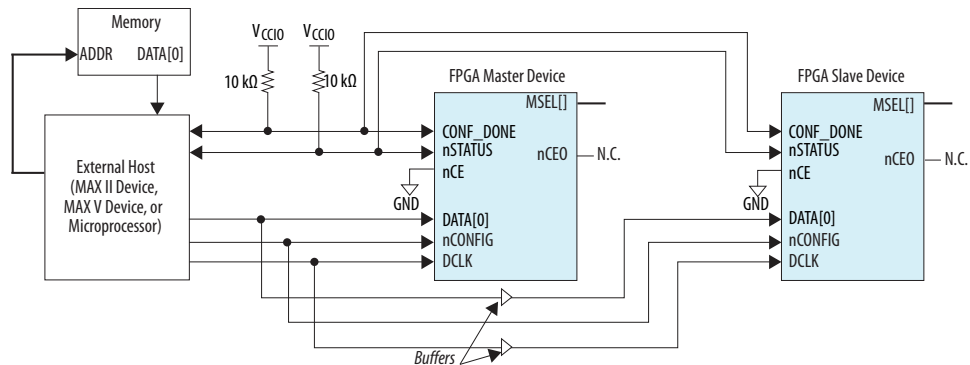 Memory
ADDR DATA[0]
VCCIO VCCIO
10 kΩ 10 kΩ
External Host
(MAX II Device,
MAX V Device, or
Microprocessor)
FPGA Master Device
MSEL[]
CONF_DONE
nSTATUS
nCE
nCEO N.C.
GND
DATA[0]
nCONFIG
DCLK
FPGA Slave Device
MSEL[]
CONF_DONE
nSTATUS
nCE
nCEO N.C.
GND
DATA[0]
nCONFIG
DCLK
Buffers